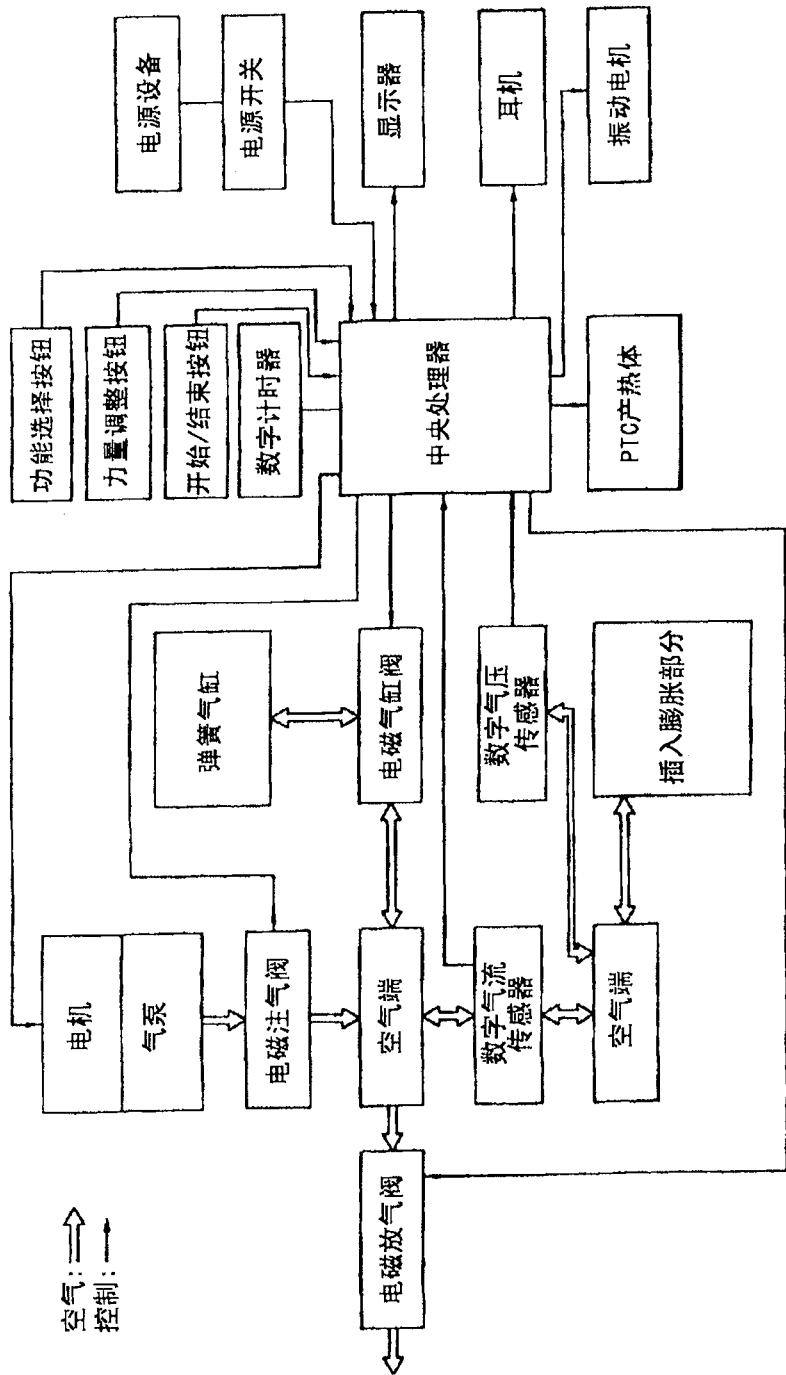 空气:
控制:
电机
气泵
电磁注气阀
空气端
电磁放气阀
数字气流
传感器
空气端
弹簧气缸
电磁气缸阀
数字气压
传感器
插入膨胀部分
功能选择按钮
力量调整按钮
开始/结束按钮
数字计时器
中央处理器
PTC产热体
电源设备
电源开关
显示器
耳机
振动电机